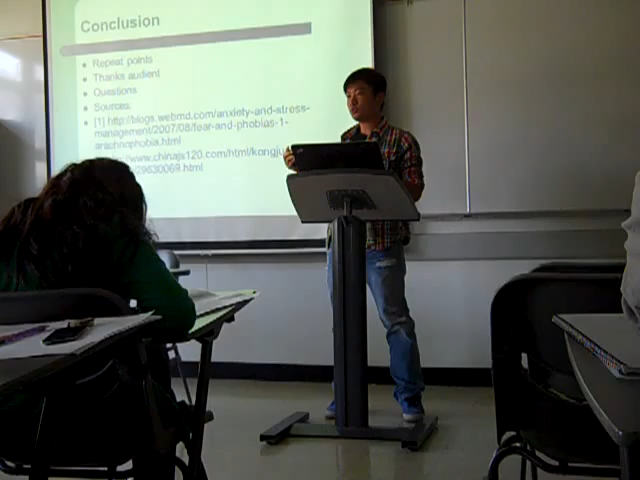 Conclusion
Repeat points
Thanks audient
Questions
Sources:
[1] http://blogs.webmd.com/anxiety-and-stress-
management/2007/08/fear-and-phobias-1-
arachnophobia.html
www.chinajs120.com/html/kangju
29630069.html